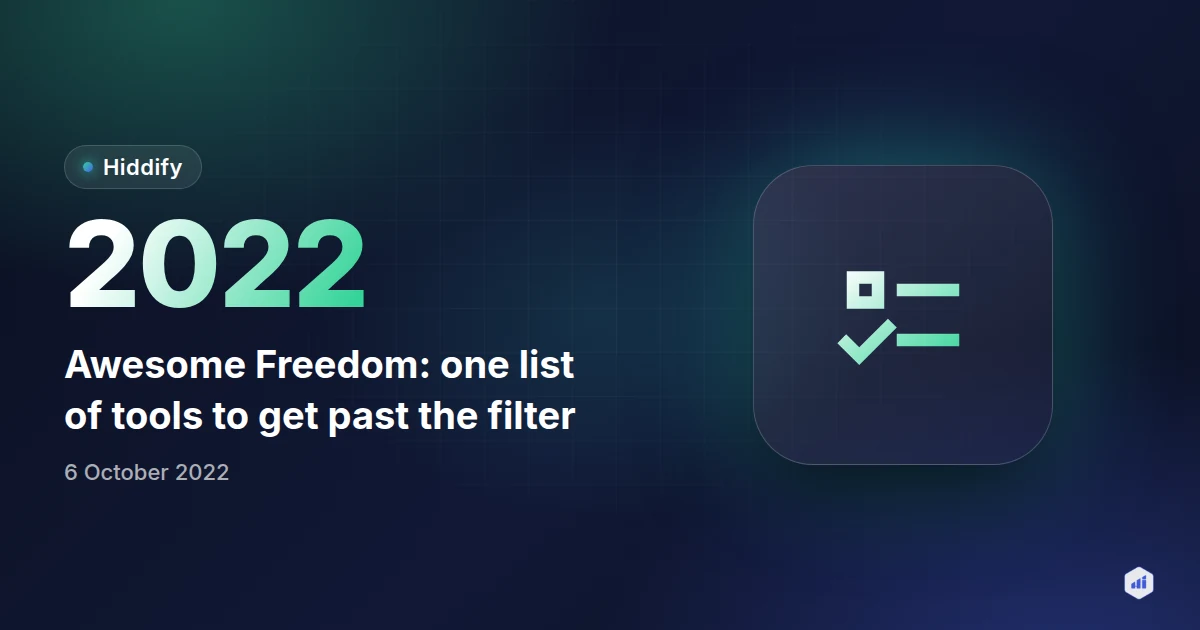 Hiddify
2022
Awesome Freedom: one list
of tools to get past the filter
6 October 2022